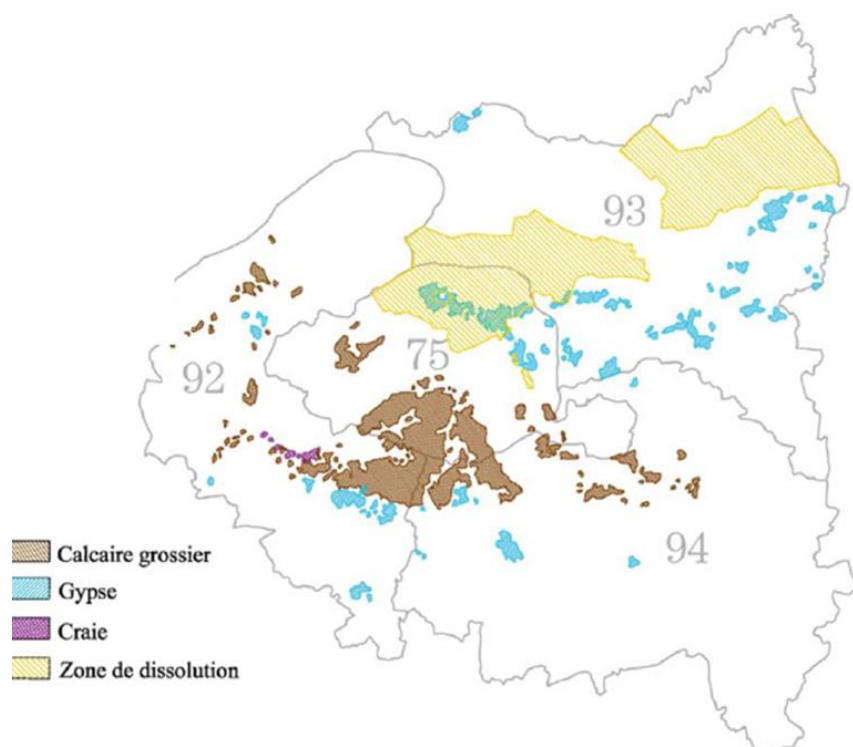 93
75
92
94
Calcaire grossier
Gypse
Craie
Zone de dissolution